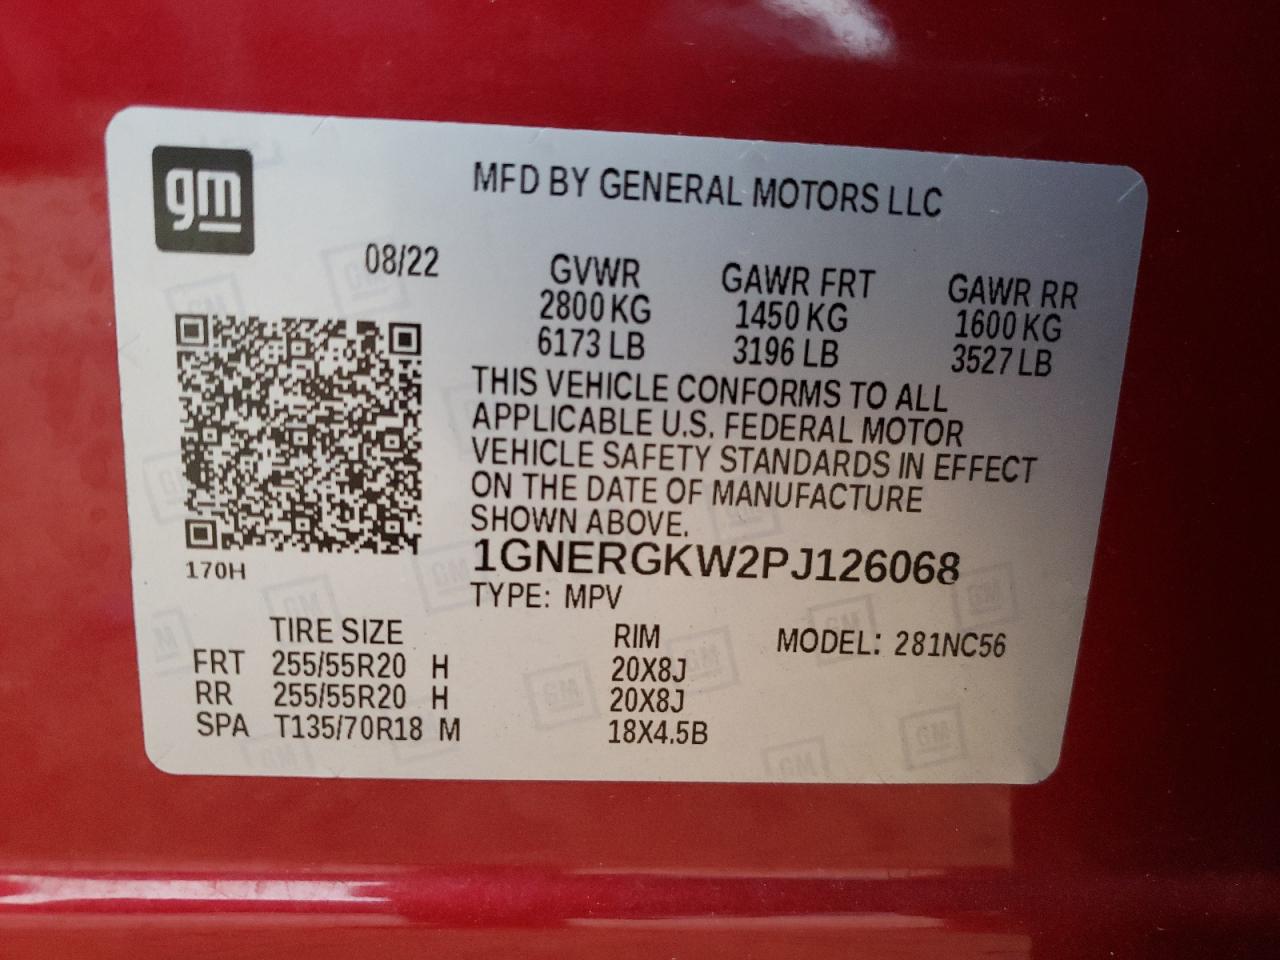 gm
MFD BY GENERAL MOTORS LLC
08/22
GVWR GAWR FRT GAWR RR
2800 KG 1450 KG 1600 KG
6173 LB 3196 LB 3527 LB
THIS VEHICLE CONFORMS TO ALL
APPLICABLE U.S. FEDERAL MOTOR
VEHICLE SAFETY STANDARDS IN EFFECT
ON THE DATE OF MANUFACTURE
SHOWN ABOVE.
1GNERGKW2PJ126068
170H
TYPE: MPV
TIRE SIZE RIM MODEL: 281NC56
FRT 255/55R20 H 20X8J
RR 255/55R20 H 20X8J
SPA T135/70R18 M 18X4.5B